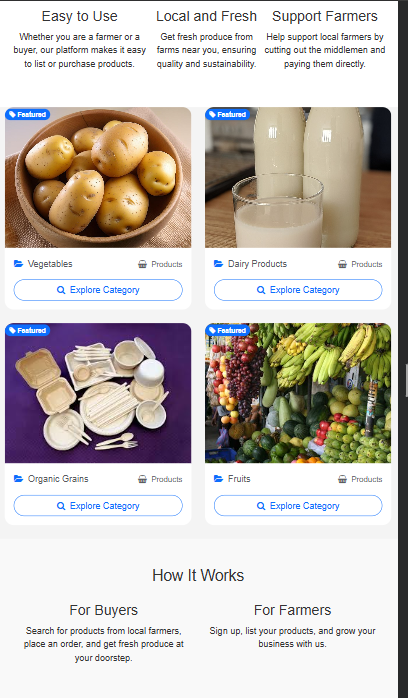 Easy to Use
Whether you are a farmer or a
buyer, our platform makes it easy
to list or purchase products.
Local and Fresh
Get fresh produce from
farms near you, ensuring
quality and sustainability.
Support Farmers
Help support local farmers by
cutting out the middlemen and
paying them directly.
Featured
Vegetables
Products
Explore Category
Featured
Dairy Products
Products
Explore Category
Featured
Organic Grains
Products
Explore Category
Featured
Fruits
Products
Explore Category
How It Works
For Buyers
Search for products from local farmers,
place an order, and get fresh produce at
your doorstep.
For Farmers
Sign up, list your products, and grow your
business with us.